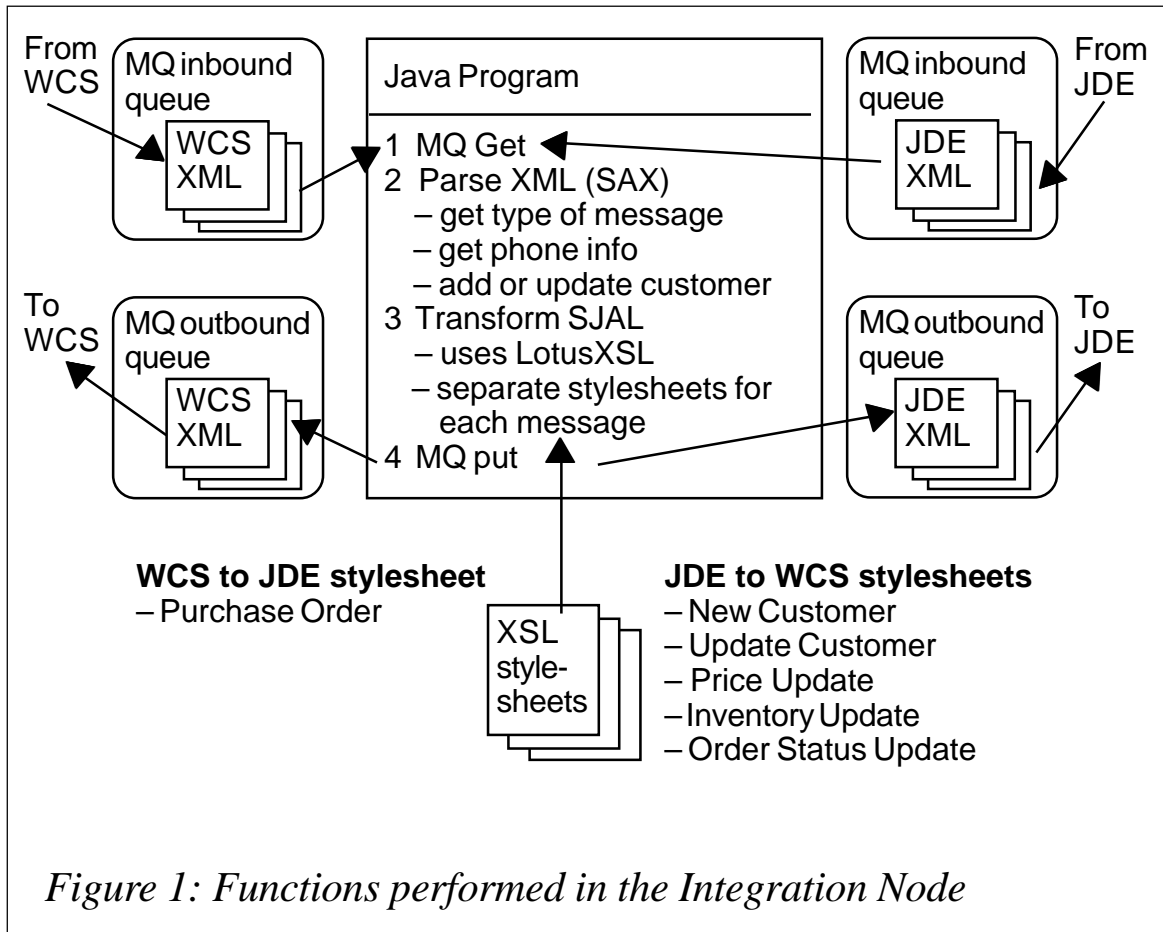 From
WCS
MQ inbound
queue
WCS
XML
Java Program
1 MQ Get
2 Parse XML (SAX)
– get type of message
– get phone info
– add or update customer
3 Transform SJAL
– uses LotusXSL
– separate stylesheets for
each message
4 MQ put
MQ inbound
queue
JDE
XML
From
JDE
To
WCS
MQ outbound
queue
WCS
XML
MQ outbound
queue
JDE
XML
To
JDE
WCS to JDE stylesheet
– Purchase Order
XSL
style-
sheets
JDE to WCS stylesheets
– New Customer
– Update Customer
– Price Update
– Inventory Update
– Order Status Update
Figure 1: Functions performed in the Integration Node